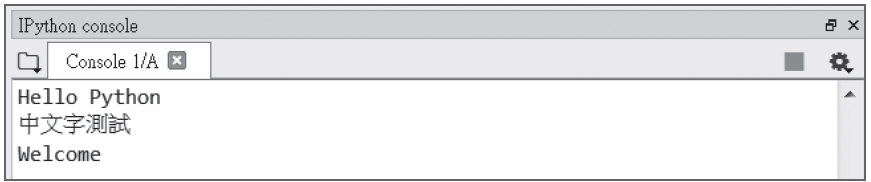 IPython console
Console 1/A
Hello Python
中文字測試
Welcome